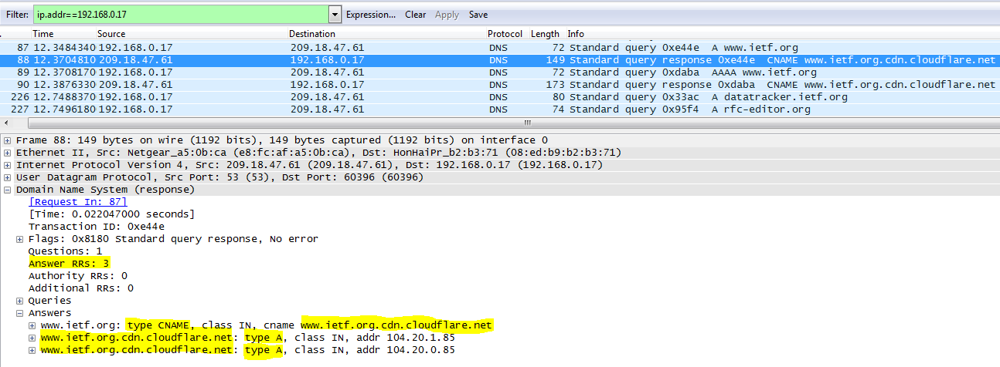 Filter: ip.addr==192.168.0.17 Expression... Clear Apply Save
. Time Source Destination Protocol Length Info
87 12.3484340 192.168.0.17 209.18.47.61 DNS 72 Standard query 0xe44e A www.ietf.org
88 12.3704810 209.18.47.61 192.168.0.17 DNS 149 Standard query response 0xe44e CNAME www.ietf.org.cdn.cloudflare.net
89 12.3708170 192.168.0.17 209.18.47.61 DNS 72 Standard query 0xdaba AAAA www.ietf.org
90 12.3876330 209.18.47.61 192.168.0.17 DNS 173 Standard query response 0xdaba CNAME www.ietf.org.cdn.cloudflare.net
226 12.7488370 192.168.0.17 209.18.47.61 DNS 80 Standard query 0x33ac A datatracker.ietf.org
227 12.7496180 192.168.0.17 209.18.47.61 DNS 74 Standard query 0x95f4 A rfc-editor.org
Frame 88: 149 bytes on wire (1192 bits), 149 bytes captured (1192 bits) on interface 0
Ethernet II, Src: Netgear_a5:0b:ca (e8:fc:af:a5:0b:ca), Dst: HonHaiPr_b2:b3:71 (08:ed:b9:b2:b3:71)
Internet Protocol Version 4, Src: 209.18.47.61 (209.18.47.61), Dst: 192.168.0.17 (192.168.0.17)
User Datagram Protocol, Src Port: 53 (53), Dst Port: 60396 (60396)
Domain Name System (response)
[Request In: 87]
[Time: 0.022047000 seconds]
Transaction ID: 0xe44e
Flags: 0x8180 Standard query response, No error
Questions: 1
Answer RRs: 3
Authority RRs: 0
Additional RRs: 0
Queries
Answers
www.ietf.org: type CNAME, class IN, cname www.ietf.org.cdn.cloudflare.net
www.ietf.org.cdn.cloudflare.net: type A, class IN, addr 104.20.1.85
www.ietf.org.cdn.cloudflare.net: type A, class IN, addr 104.20.0.85